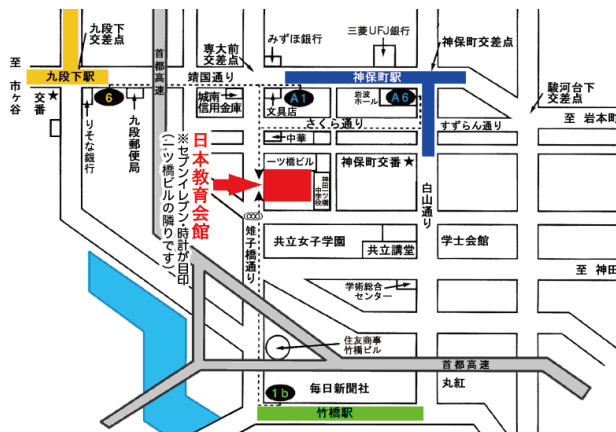 至
市ヶ谷
九段下
交差点
九段下駅
交番
りそな銀行
6
九段郵便局
首都高速
専大前
交差点
靖国通り
みずほ銀行
三菱UFJ銀行
神保町交差点
神保町駅
駿河台下
交差点
至 岩本町
城南
信用金庫
文具店
A1
岩波
ホール
A6
さくら通り
すずらん通り
中華
一ツ橋ビル
神田一ツ橋
中学校
神保町交番
白山通り
日本教育会館
※セブンイレブン・時計が目印
(一ツ橋ビルの隣りです)
雉子橋通り
共立女子学園
共立講堂
学士会館
至 神田
学術総合
センター
住友商事
竹橋ビル
首都高速
毎日新聞社
丸紅
1b
竹橋駅